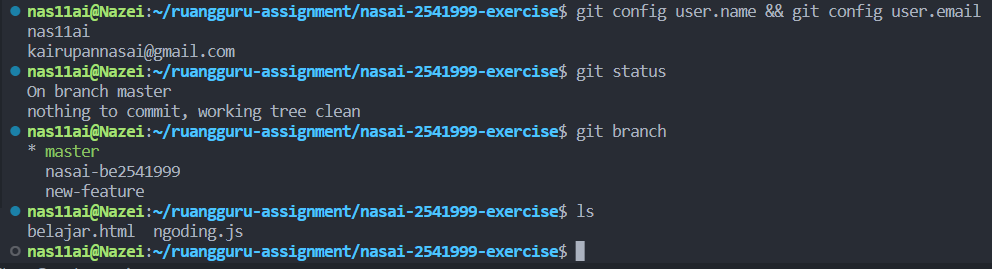 nas11ai@Nazei:~/ruangguru-assignment/nasai-2541999-exercise$ git config user.name && git config user.email
nas11ai
kairupannasai@gmail.com
nas11ai@Nazei:~/ruangguru-assignment/nasai-2541999-exercise$ git status
On branch master
nothing to commit, working tree clean
nas11ai@Nazei:~/ruangguru-assignment/nasai-2541999-exercise$ git branch
* master
  nasai-be2541999
  new-feature
nas11ai@Nazei:~/ruangguru-assignment/nasai-2541999-exercise$ ls
belajar.html  ngoding.js
nas11ai@Nazei:~/ruangguru-assignment/nasai-2541999-exercise$